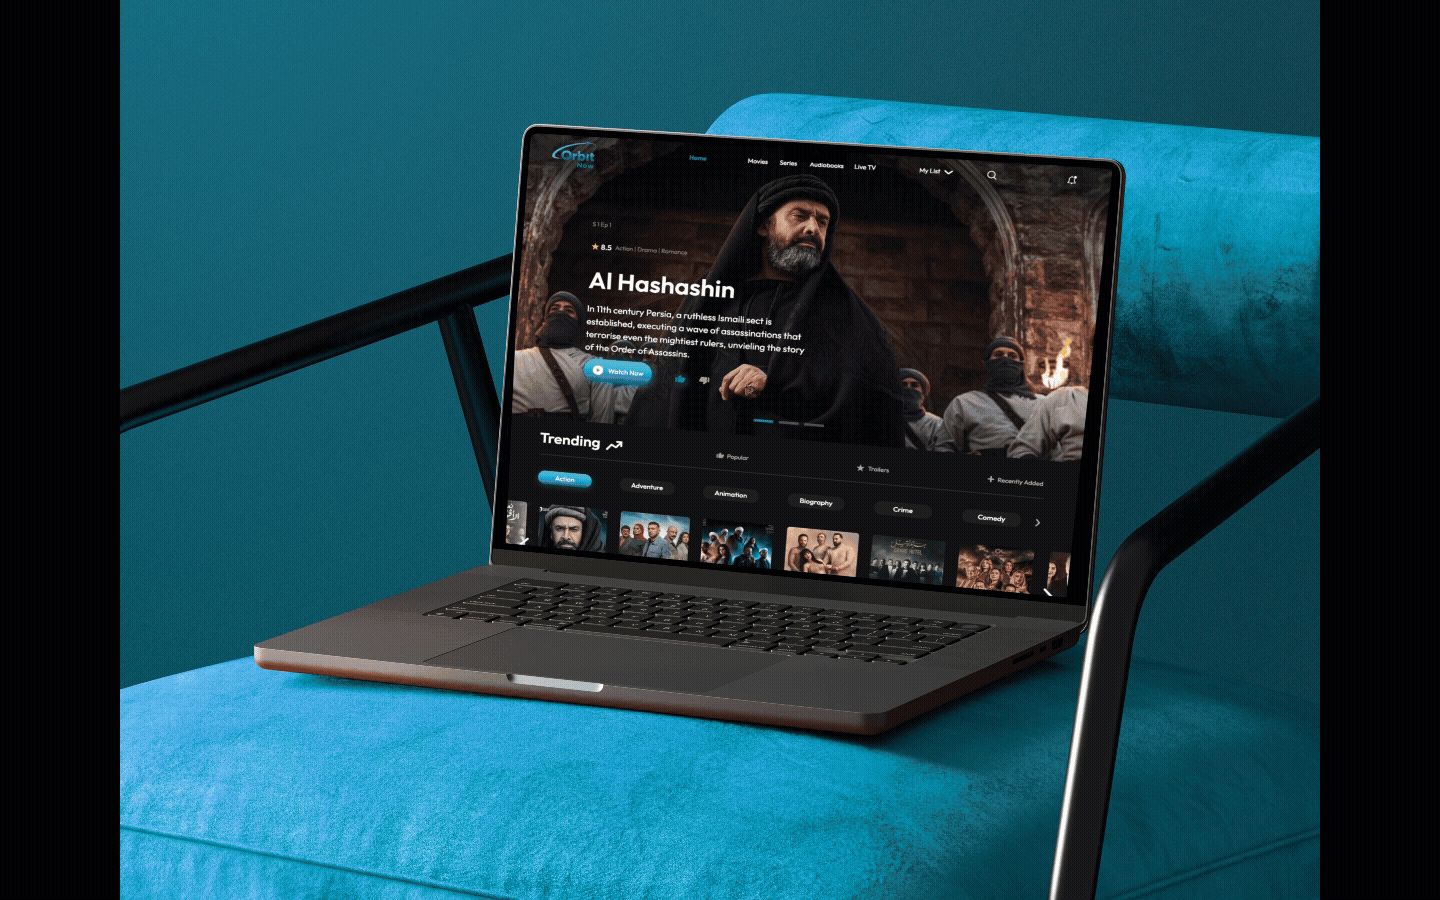 Orbit
Now
Home
Movies
Series
Audiobooks
Live TV
My List
S1 Ep 1
8.5 Action | Drama | Romance
Al Hashashin
In 11th century Persia, a ruthless Ismaili sect is
established, executing a wave of assassinations that
terrorise even the mightiest rulers, unvieling the story
of the Order of Assassins.
Watch Now
Trending
Popular
Trailers
Recently Added
Action
Adventure
Animation
Biography
Crime
Comedy